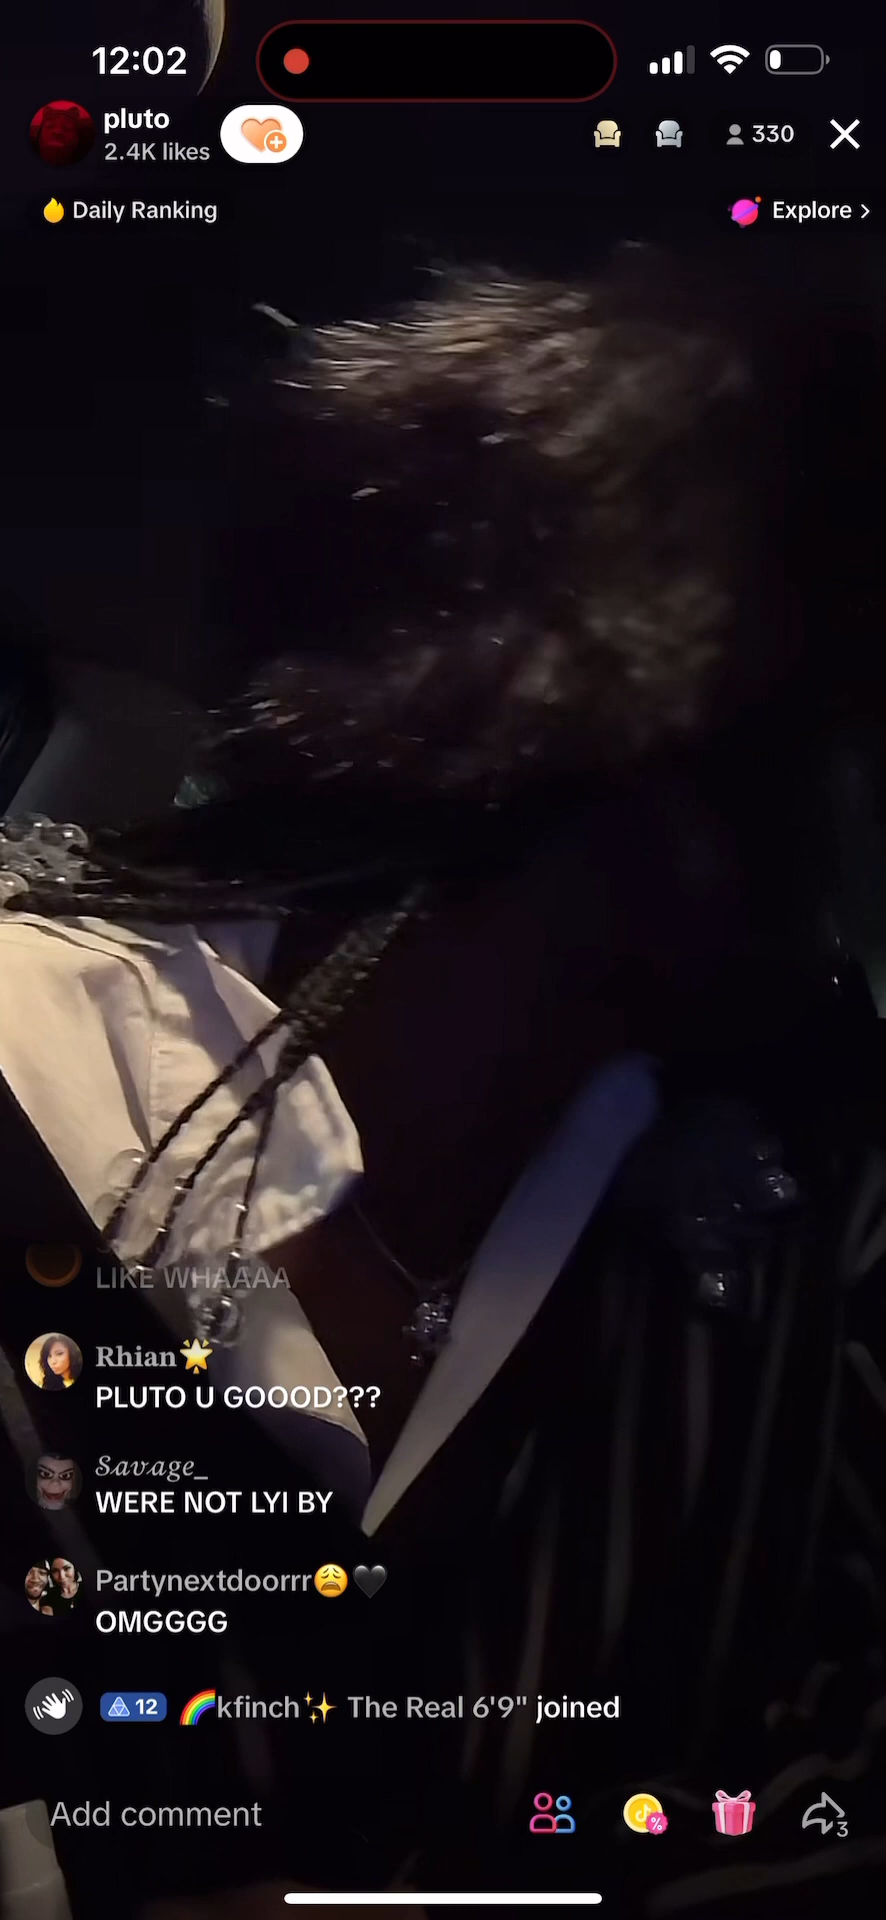 12:02
pluto
2.4K likes
330
Daily Ranking
Explore >
LIKE WHAAAA
Rhian🌟
PLUTO U GOOOD???
𝒮𝒶𝓋𝒶𝑔𝑒_
WERE NOT LYI BY
Partynextdoorrr😩🖤
OMGGGG
12 🌈kfinch✨ The Real 6'9" joined
Add comment
3